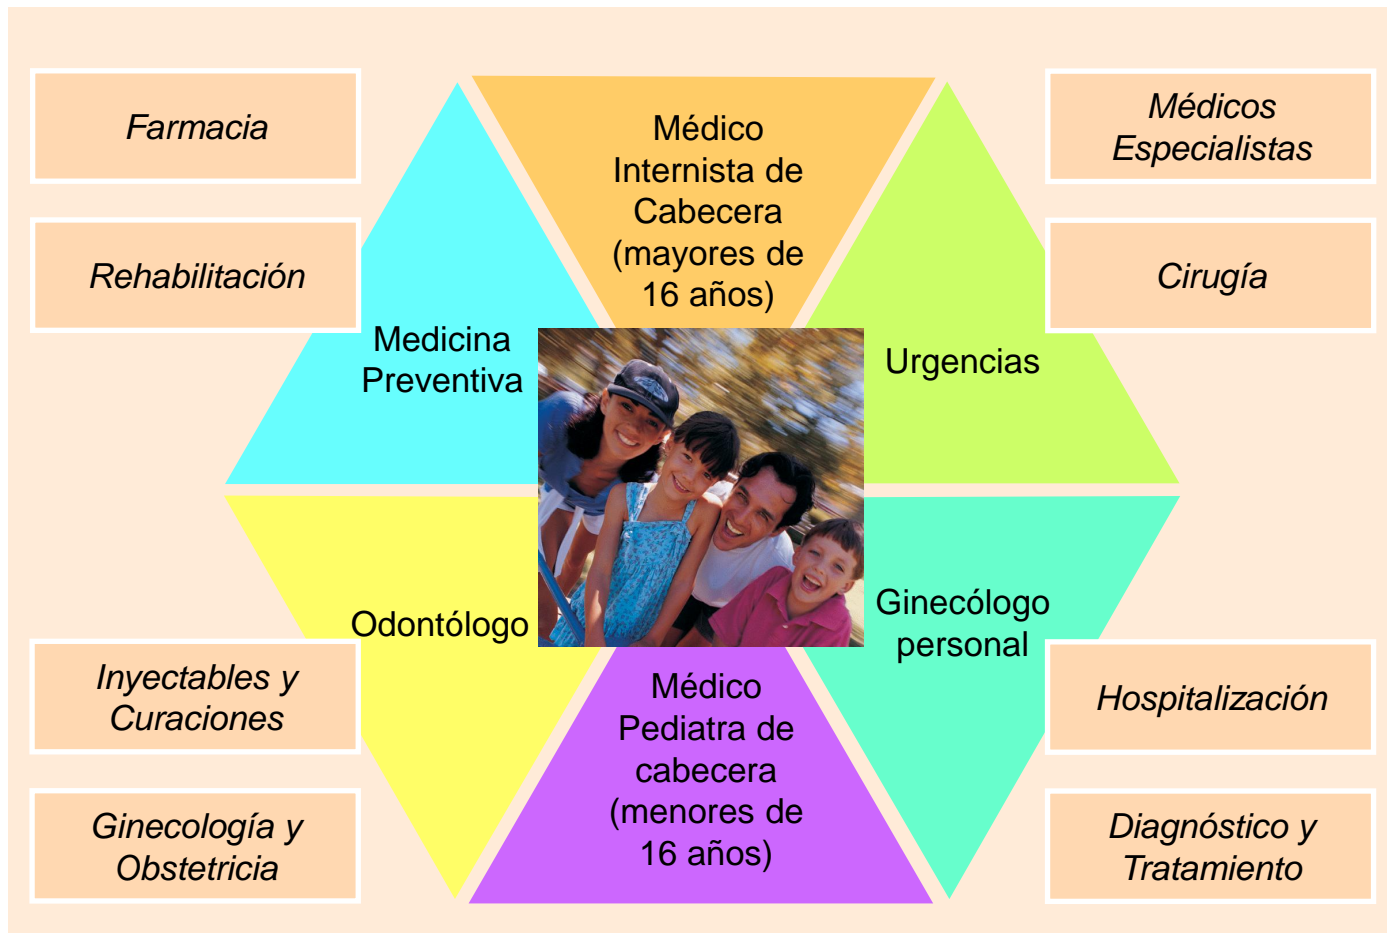 Farmacia
Médico
Internista de
Cabecera
(mayores de
16 años)
Médicos
Especialistas
Rehabilitación
Cirugía
Medicina
Preventiva
Urgencias
Odontólogo
Ginecólogo
personal
Inyectables y
Curaciones
Médico
Pediatra de
cabecera
(menores de
16 años)
Hospitalización
Ginecología y
Obstetricia
Diagnóstico y
Tratamiento